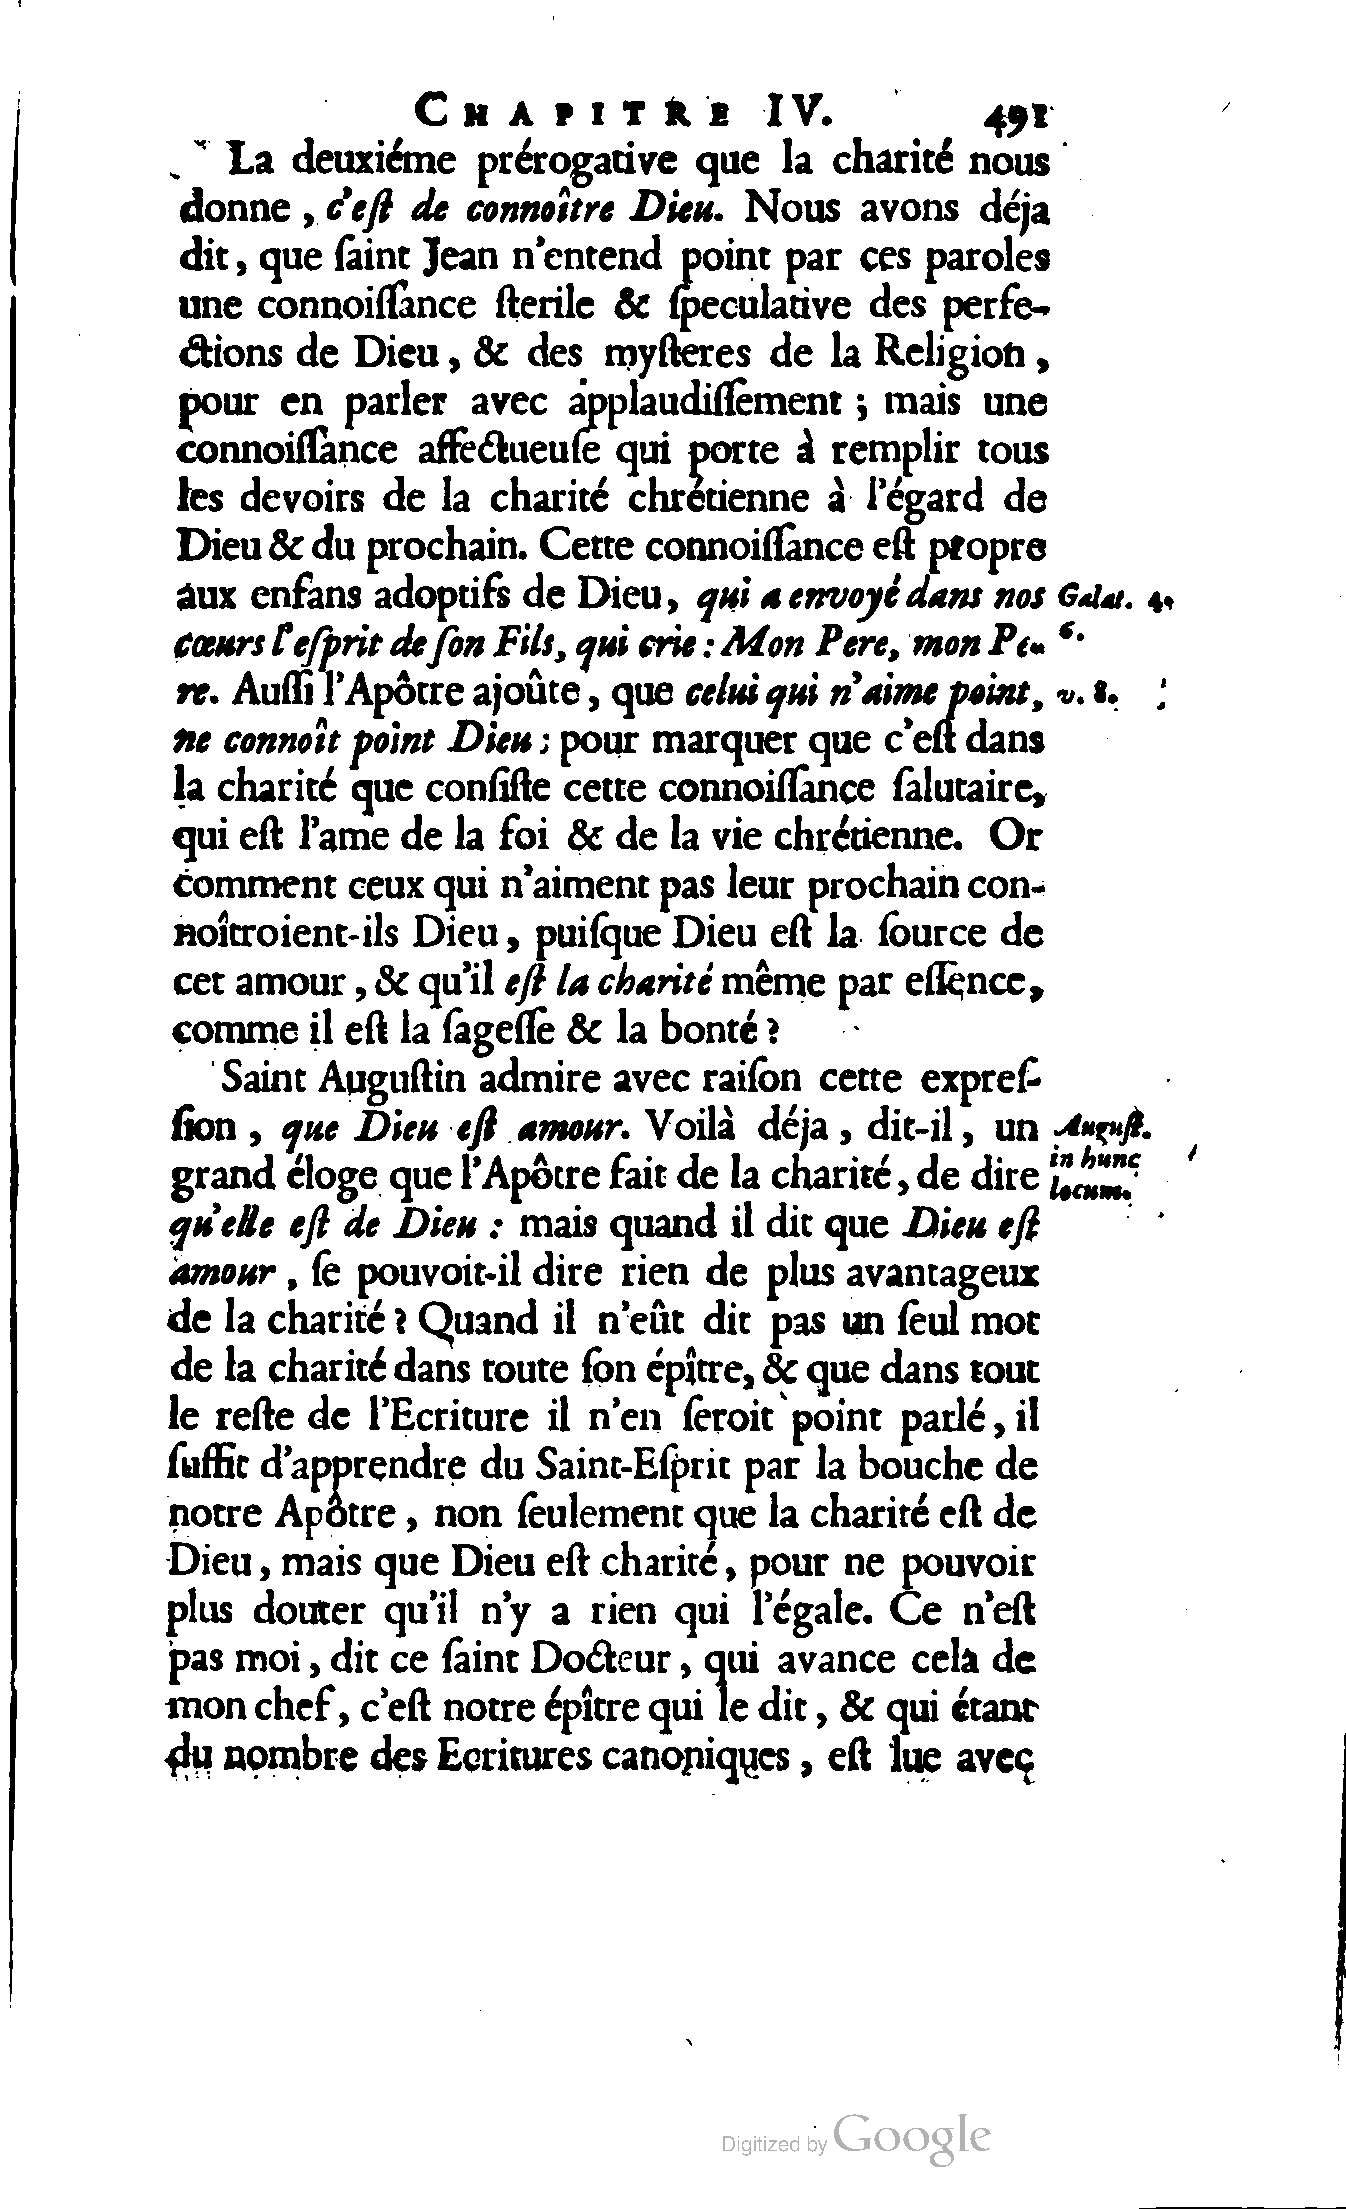 CHAPITRE IV. 491
La deuxiéme prérogative que la charité nous
donne, c'eſt de connoître Dieu. Nous avons déja
dit, que ſaint Jean n'entend point par ces paroles
une connoiſſance ſterile & ſpeculative des perfe-
ctions de Dieu, & des myſteres de la Religion,
pour en parler avec applaudiſſement ; mais une
connoiſſance affectueuſe qui porte à remplir tous
les devoirs de la charité chrétienne à l'égard de
Dieu & du prochain. Cette connoiſſance eſt propre
aux enfans adoptifs de Dieu, qui a envoyé dans nos Galat. 4.
cœurs l'eſprit de ſon Fils, qui crie : Mon Pere, mon Pe- 6.
re. Auſſi l'Apôtre ajoûte, que celui qui n'aime point, v. 8.
ne connoît point Dieu ; pour marquer que c'eſt dans
la charité que conſiſte cette connoiſſance ſalutaire,
qui eſt l'ame de la foi & de la vie chrétienne. Or
comment ceux qui n'aiment pas leur prochain con-
noîtroient-ils Dieu, puiſque Dieu eſt la ſource de
cet amour, & qu'il eſt la charité même par eſſence,
comme il eſt la ſageſſe & la bonté ?
Saint Auguſtin admire avec raiſon cette expreſ-
ſion, que Dieu eſt amour. Voilà déja, dit-il, un Auguſt.
grand éloge que l'Apôtre fait de la charité, de dire in hunc
locum.
qu'elle eſt de Dieu : mais quand il dit que Dieu eſt
amour, ſe pouvoit-il dire rien de plus avantageux
de la charité ? Quand il n'eût dit pas un ſeul mot
de la charité dans toute ſon épître, & que dans tout
le reſte de l'Ecriture il n'en ſeroit point parlé, il
ſuffit d'apprendre du Saint-Eſprit par la bouche de
notre Apôtre, non ſeulement que la charité eſt de
Dieu, mais que Dieu eſt charité, pour ne pouvoir
plus douter qu'il n'y a rien qui l'égale. Ce n'eſt
pas moi, dit ce ſaint Docteur, qui avance cela de
mon chef, c'eſt notre épître qui le dit, & qui étant
du nombre des Ecritures canoniques, eſt lue avec
Digitized by Google